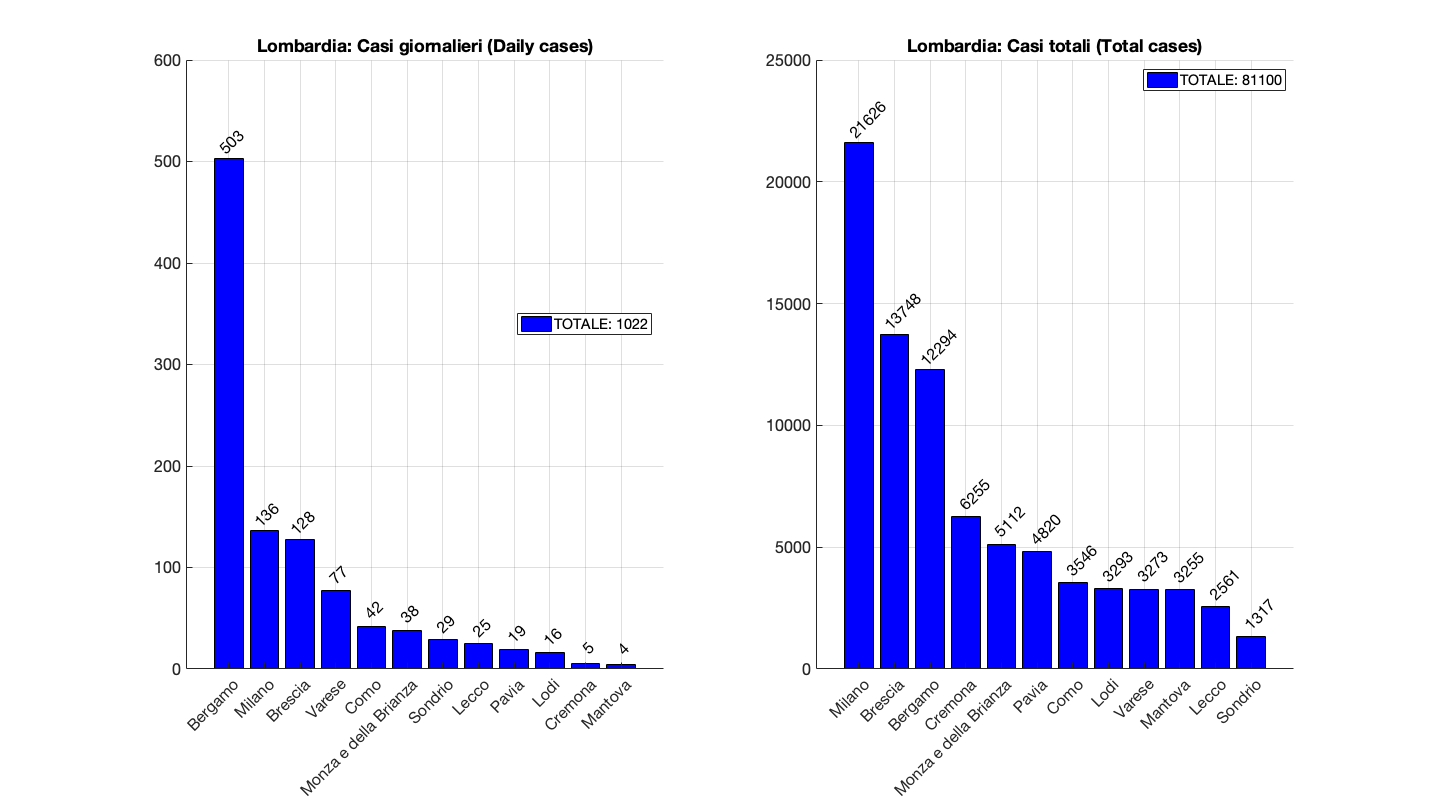 Lombardia: Casi giornalieri (Daily cases)
600
500
400
300
200
100
0
503
136
128
77
42
38
29
25
19
16
5
4
TOTALE: 1022
Bergamo
Milano
Brescia
Varese
Como
Monza e della Brianza
Sondrio
Lecco
Pavia
Lodi
Cremona
Mantova
Lombardia: Casi totali (Total cases)
25000
20000
15000
10000
5000
0
TOTALE: 81100
21626
13748
12294
6255
5112
4820
3546
3293
3273
3255
2561
1317
Milano
Brescia
Bergamo
Cremona
Monza e della Brianza
Pavia
Como
Lodi
Varese
Mantova
Lecco
Sondrio